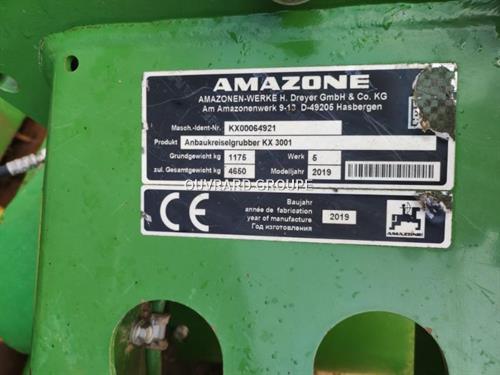 AMAZONE
AMAZONEN-WERKE H. Dreyer GmbH & Co. KG
Am Amazonenwerk 9-13 D-49205 Hasbergen
Masch.-Ident-Nr. KX00064921
Produkt Anbaukreiselgrubber KX 3001
Grundgewicht kg 1175 Werk 5
zul. Gesamtgewicht kg 4650 Modelljahr 2019
OUVRARD GROUPE
CE
Baujahr
année de fabrication
year of manufacture 2019
Год изготовления
AMAZONE